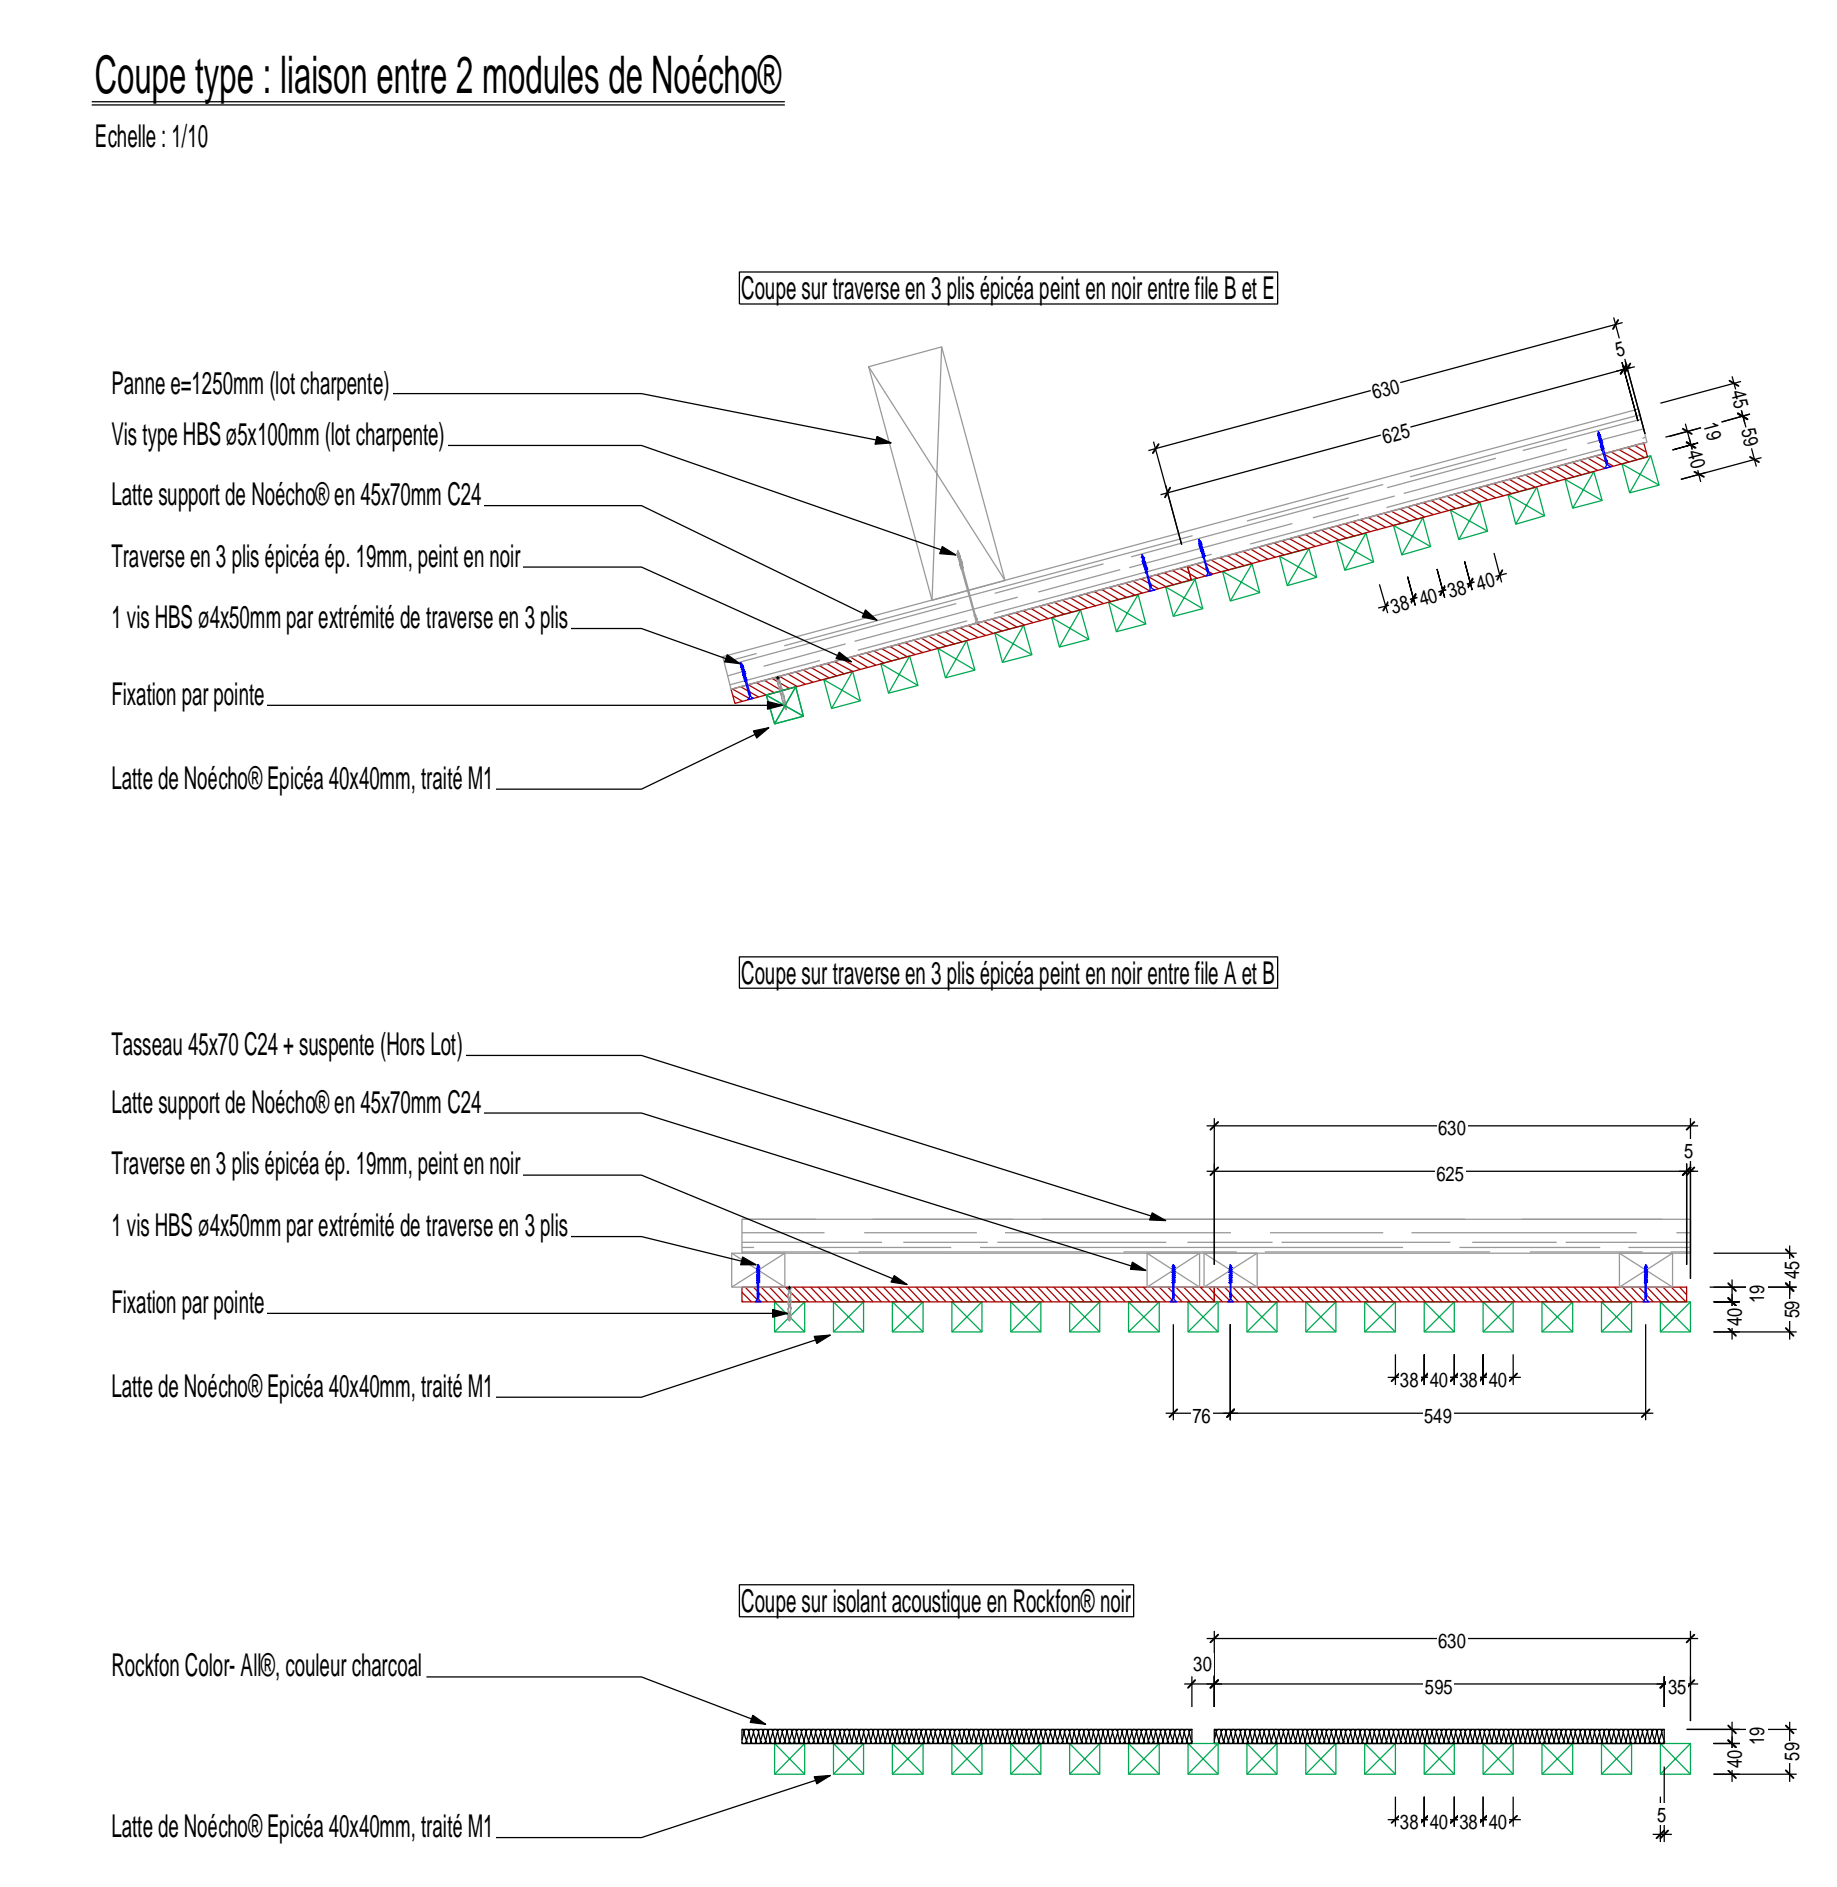 Coupe type : liaison entre 2 modules de Noécho®
Echelle : 1/10
Coupe sur traverse en 3 plis épicéa peint en noir entre file B et E
Panne e=1250mm (lot charpente)
Vis type HBS ø5x100mm (lot charpente)
Latte support de Noécho® en 45x70mm C24
Traverse en 3 plis épicéa ép. 19mm, peint en noir
1 vis HBS ø4x50mm par extrémité de traverse en 3 plis
Fixation par pointe
Latte de Noécho® Epicéa 40x40mm, traité M1
630
5
625
45
19
59
40
38 40 38 40
Coupe sur traverse en 3 plis épicéa peint en noir entre file A et B
Tasseau 45x70 C24 + suspente (Hors Lot)
Latte support de Noécho® en 45x70mm C24
Traverse en 3 plis épicéa ép. 19mm, peint en noir
1 vis HBS ø4x50mm par extrémité de traverse en 3 plis
Fixation par pointe
Latte de Noécho® Epicéa 40x40mm, traité M1
630
5
625
45
19
40
59
38 40 38 40
76
549
Coupe sur isolant acoustique en Rockfon® noir
Rockfon Color- All®, couleur charcoal
Latte de Noécho® Epicéa 40x40mm, traité M1
630
30
595
35
19
40
59
38 40 38 40
5